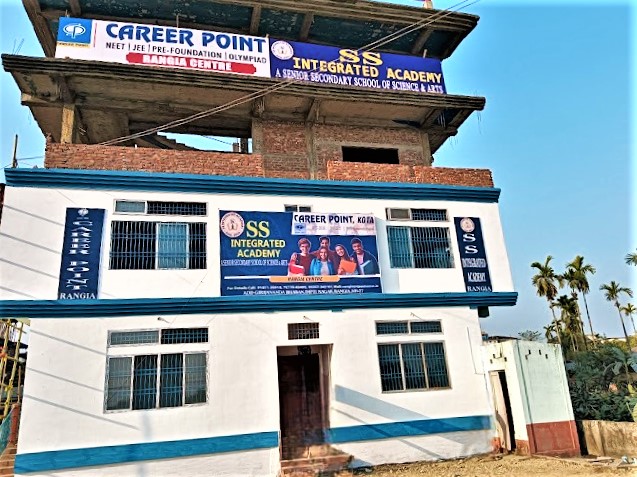 CAREER POINT
NEET | JEE | PRE-FOUNDATION | OLYMPIAD
RANGIA CENTRE
SS
INTEGRATED ACADEMY
A SENIOR SECONDARY SCHOOL OF SCIENCE & ARTS
CAREER POINT
RANGIA
SS
INTEGRATED
ACADEMY
A SENIOR SECONDARY SCHOOL OF SCIENCE & ARTS
CAREER POINT, KOTA
RANGIA CENTRE
SS
INTEGRATED
ACADEMY
RANGIA